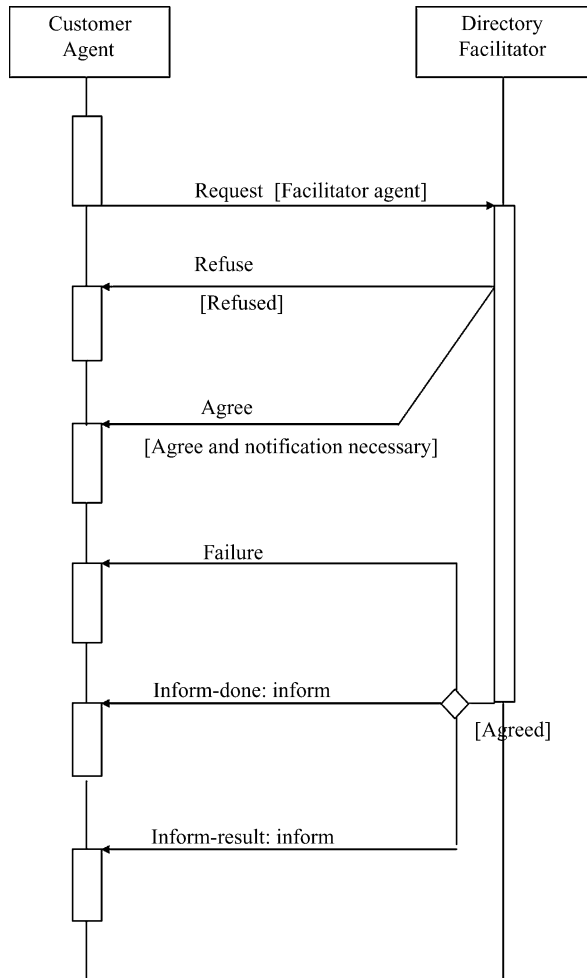 Customer
Agent
Directory
Facilitator
Request [Facilitator agent]
Refuse
[Refused]
Agree
[Agree and notification necessary]
Failure
Inform-done: inform
[Agreed]
Inform-result: inform